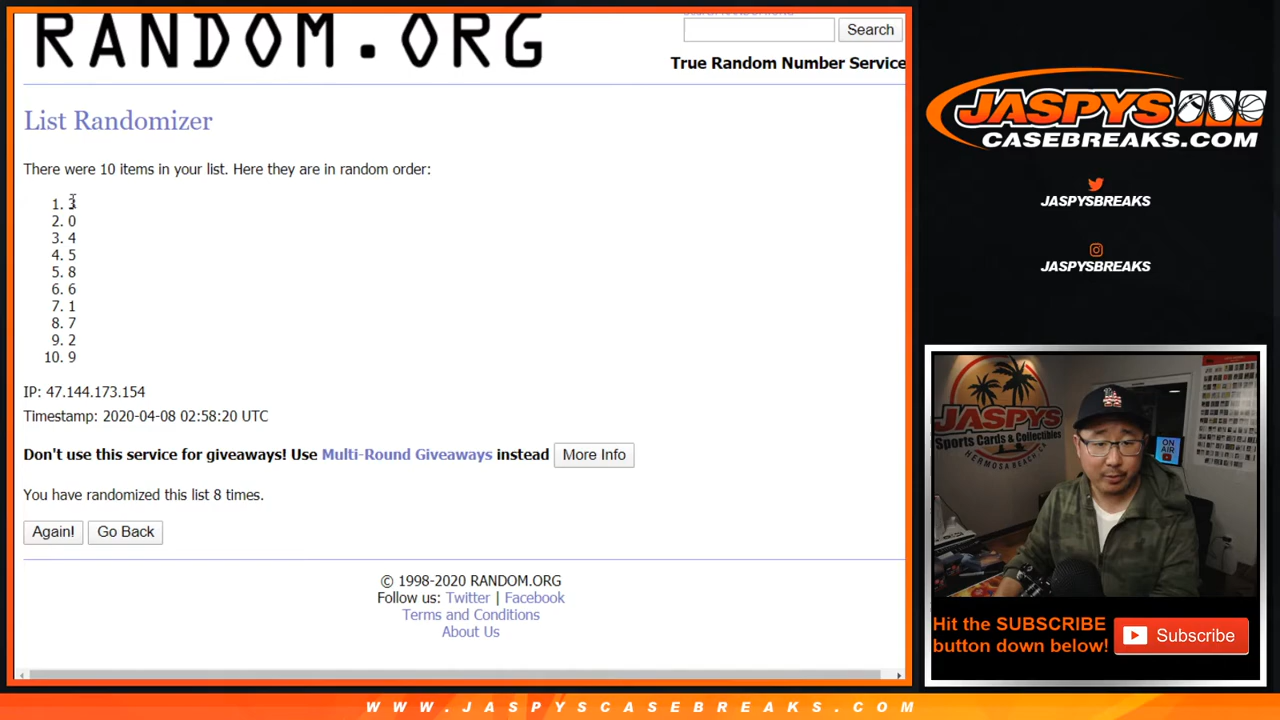 RANDOM.ORG
Search
True Random Number Service
List Randomizer
There were 10 items in your list. Here they are in random order:
1. 3
2. 0
3. 4
4. 5
5. 8
6. 6
7. 1
8. 7
9. 2
10. 9
IP: 47.144.173.154
Timestamp: 2020-04-08 02:58:20 UTC
Don't use this service for giveaways! Use Multi-Round Giveaways instead
More Info
You have randomized this list 8 times.
Again!
Go Back
© 1998-2020 RANDOM.ORG
Follow us: Twitter | Facebook
Terms and Conditions
About Us
JASPYS
CASEBREAKS.COM
JASPYSBREAKS
JASPYSBREAKS
JASPYS
Sports Cards & Collectibles
HERMOSA BEACH, CA
ON AIR
Hit the SUBSCRIBE
button down below!
Subscribe
WWW.JASPYSCASEBREAKS.COM